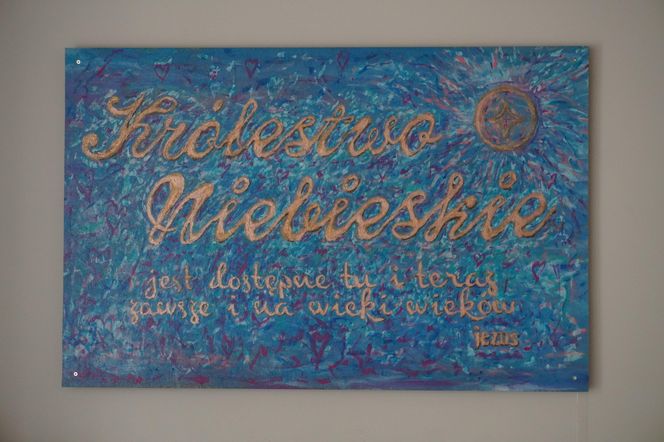 Królestwo
Niebieskie
jest dostępne tu i teraz
zawsze i na wieki wieków
jezus